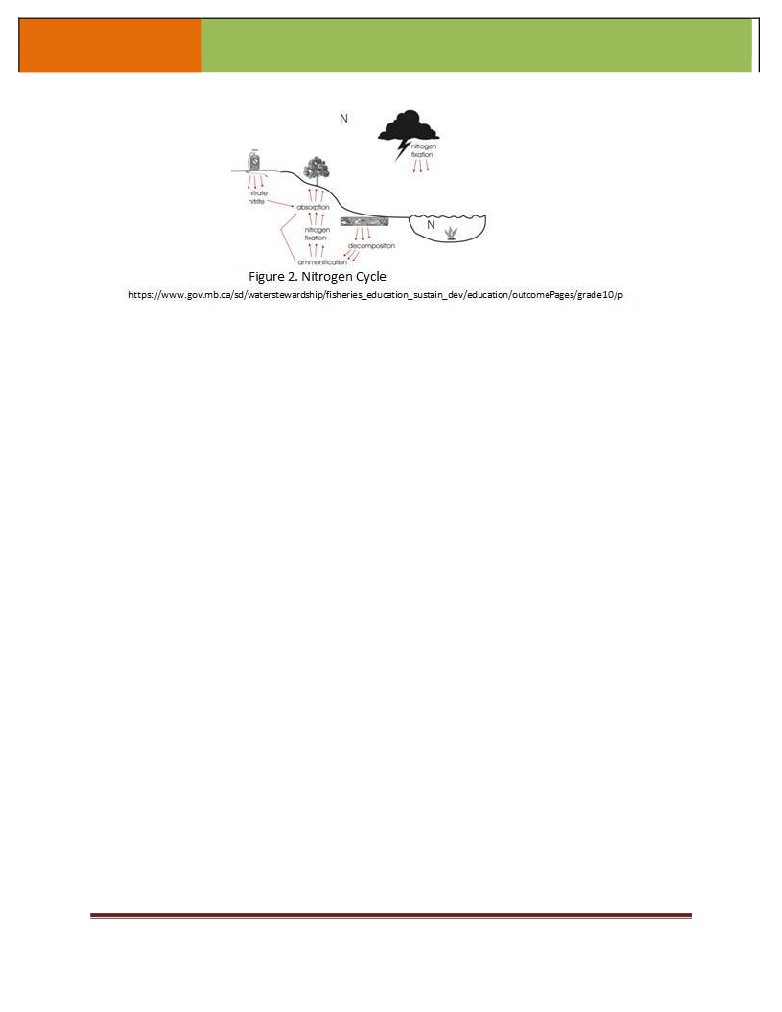 N
nitrogen
fixation
nitrate
nitrite
absorption
N
nitrogen
fixation
decompositon
ammonification
Figure 2. Nitrogen Cycle
https://www.gov.mb.ca/sd/waterstewardship/fisheries_education_sustain_dev/education/outcomePages/grade10/p